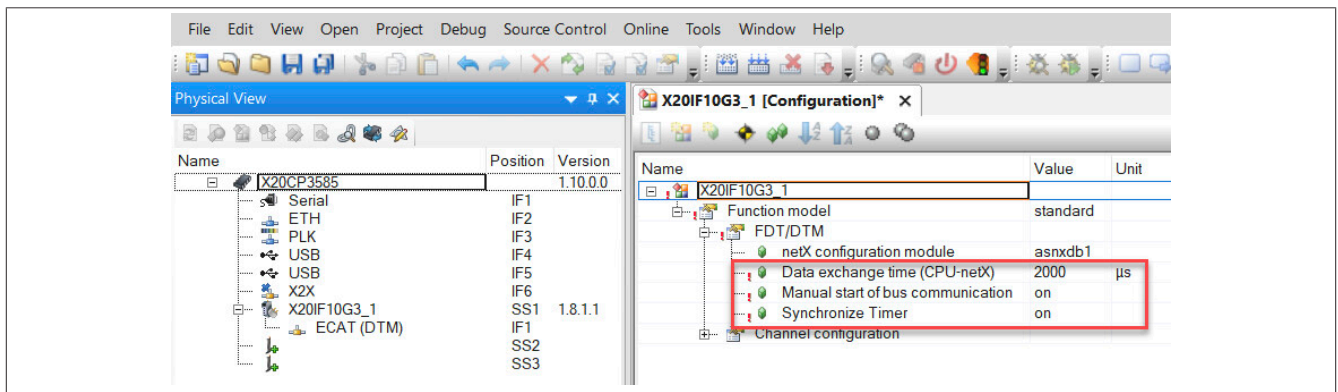 File Edit View Open Project Debug Source Control Online Tools Window Help
Physical View
X20IF10G3_1 [Configuration]* X
Name Position Version
X20CP3585 1.10.0.0
Serial IF1
ETH IF2
PLK IF3
USB IF4
USB IF5
X2X IF6
X20IF10G3_1 SS1 1.8.1.1
ECAT (DTM) IF1
SS2
SS3
Name Value Unit
X20IF10G3_1
Function model standard
FDT/DTM
netX configuration module asnxdb1
Data exchange time (CPU-netX) 2000 µs
Manual start of bus communication on
Synchronize Timer on
Channel configuration